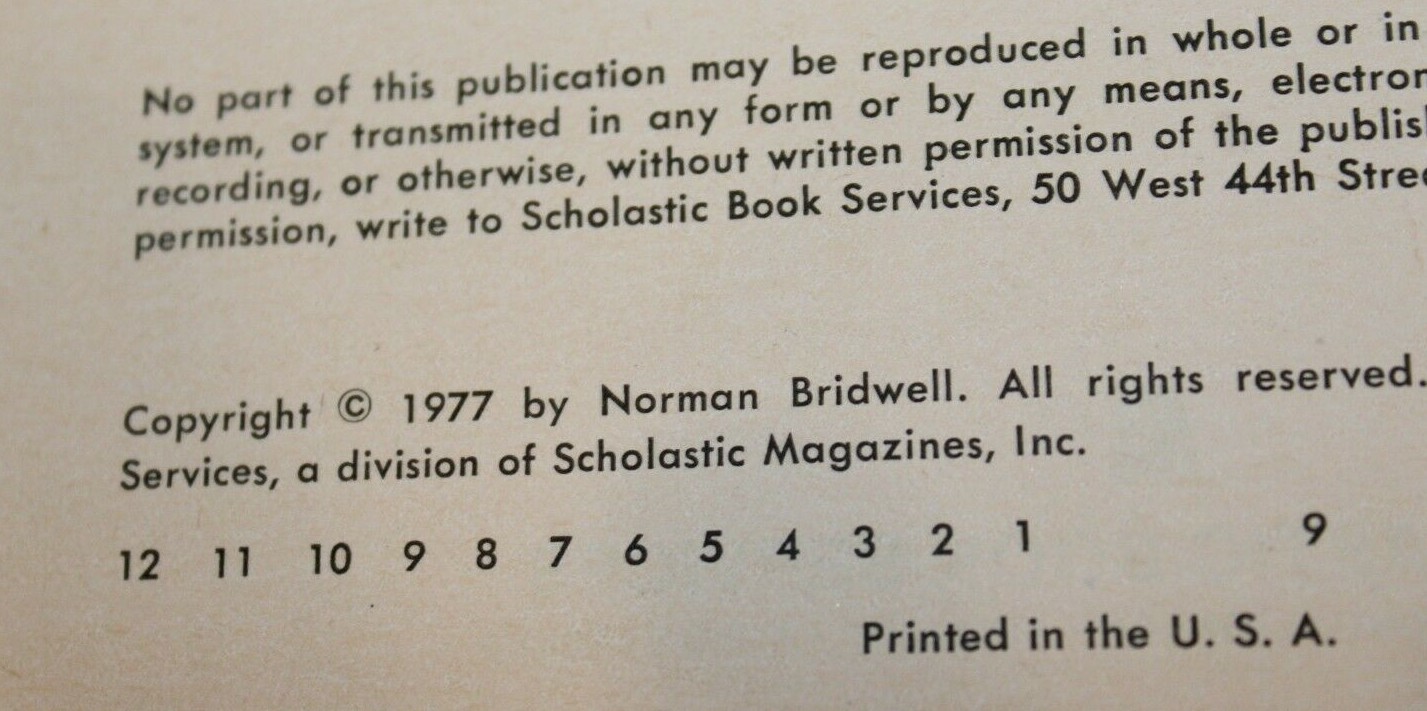 No part of this publication may be reproduced in whole or in
system, or transmitted in any form or by any means,
recording, or otherwise, without written permission of the
permission, write to Scholastic Book Services, 50 West 44th
Copyright © 1977 by Norman Bridwell. All rights reserved.
Services, a division of Scholastic Magazines, Inc.
12 11 10 9 8 7 6 5 4 3 2 1 9
Printed in the U. S. A.